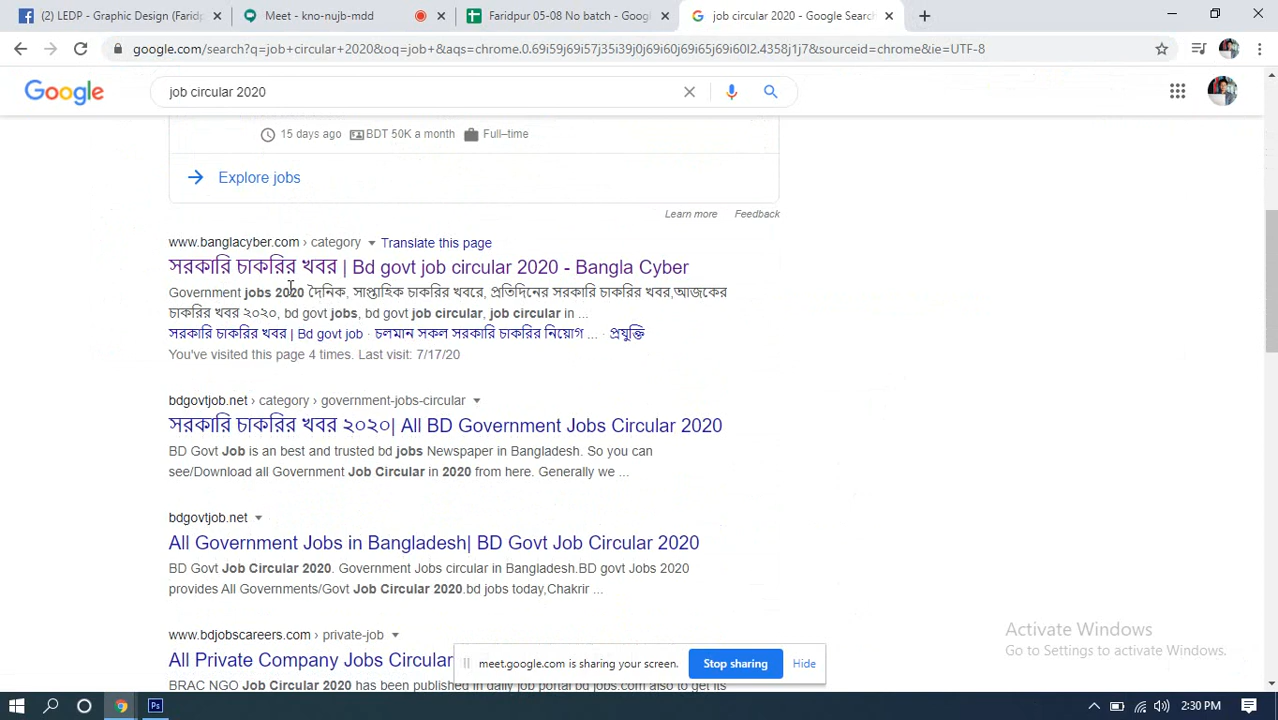 (2) LEDP - Graphic Design (Faridp
Meet - kno-nujb-mdd
Faridpur 05-08 No batch - Googl
job circular 2020 - Google Search
google.com/search?q=job+circular+2020&oq=job+&aqs=chrome.0.69i59j69i57j35i39j0j69i60j69i65j69i60l2.4358j1j7&sourceid=chrome&ie=UTF-8
Google
job circular 2020
15 days ago BDT 50K a month Full–time
Explore jobs
Learn more Feedback
www.banglacyber.com › category Translate this page
সরকারি চাকরির খবর | Bd govt job circular 2020 - Bangla Cyber
Government jobs 2020 দৈনিক, সাপ্তাহিক চাকরির খবরে, প্রতিদিনের সরকারি চাকরির খবর,আজকের
চাকরির খবর ২০২০, bd govt jobs, bd govt job circular, job circular in ...
সরকারি চাকরির খবর | Bd govt job · চলমান সকল সরকারি চাকরির নিয়োগ ... · প্রযুক্তি
You've visited this page 4 times. Last visit: 7/17/20
bdgovtjob.net › category › government-jobs-circular
সরকারি চাকরির খবর ২০২০| All BD Government Jobs Circular 2020
BD Govt Job is an best and trusted bd jobs Newspaper in Bangladesh. So you can
see/Download all Government Job Circular in 2020 from here. Generally we ...
bdgovtjob.net
All Government Jobs in Bangladesh| BD Govt Job Circular 2020
BD Govt Job Circular 2020. Government Jobs circular in Bangladesh.BD govt Jobs 2020
provides All Governments/Govt Job Circular 2020.bd jobs today,Chakrir ...
www.bdjobscareers.com › private-job
All Private Company Jobs Circular
BRAC NGO Job Circular 2020 has been published in daily job portal bd jobs.com also to get its
meet.google.com is sharing your screen. Stop sharing Hide
Activate Windows
Go to Settings to activate Windows.
Ps
2:30 PM